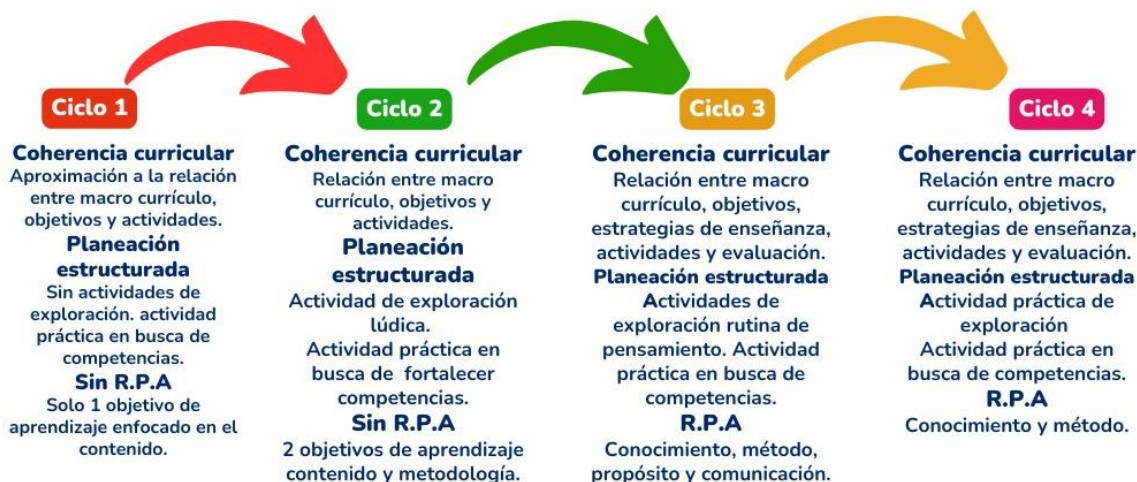 Ciclo 1
Coherencia curricular
Aproximación a la relación
entre macro currículo,
objetivos y actividades.
Planeación
estructurada
Sin actividades de
exploración. actividad
práctica en busca de
competencias.
Sin R.P.A
Solo 1 objetivo de
aprendizaje enfocado en el
contenido.
Ciclo 2
Coherencia curricular
Relación entre macro
currículo, objetivos y
actividades.
Planeación
estructurada
Actividad de exploración
lúdica.
Actividad práctica en
busca de fortalecer
competencias.
Sin R.P.A
2 objetivos de aprendizaje
contenido y metodología.
Ciclo 3
Coherencia curricular
Relación entre macro
currículo, objetivos,
estrategias de enseñanza,
actividades y evaluación.
Planeación estructurada
Actividades de
exploración rutina de
pensamiento. Actividad
práctica en busca de
competencias.
R.P.A
Conocimiento, método,
propósito y comunicación.
Ciclo 4
Coherencia curricular
Relación entre macro
currículo, objetivos,
estrategias de enseñanza,
actividades y evaluación.
Planeación estructurada
Actividad práctica de
exploración
Actividad práctica en
busca de competencias.
R.P.A
Conocimiento y método.